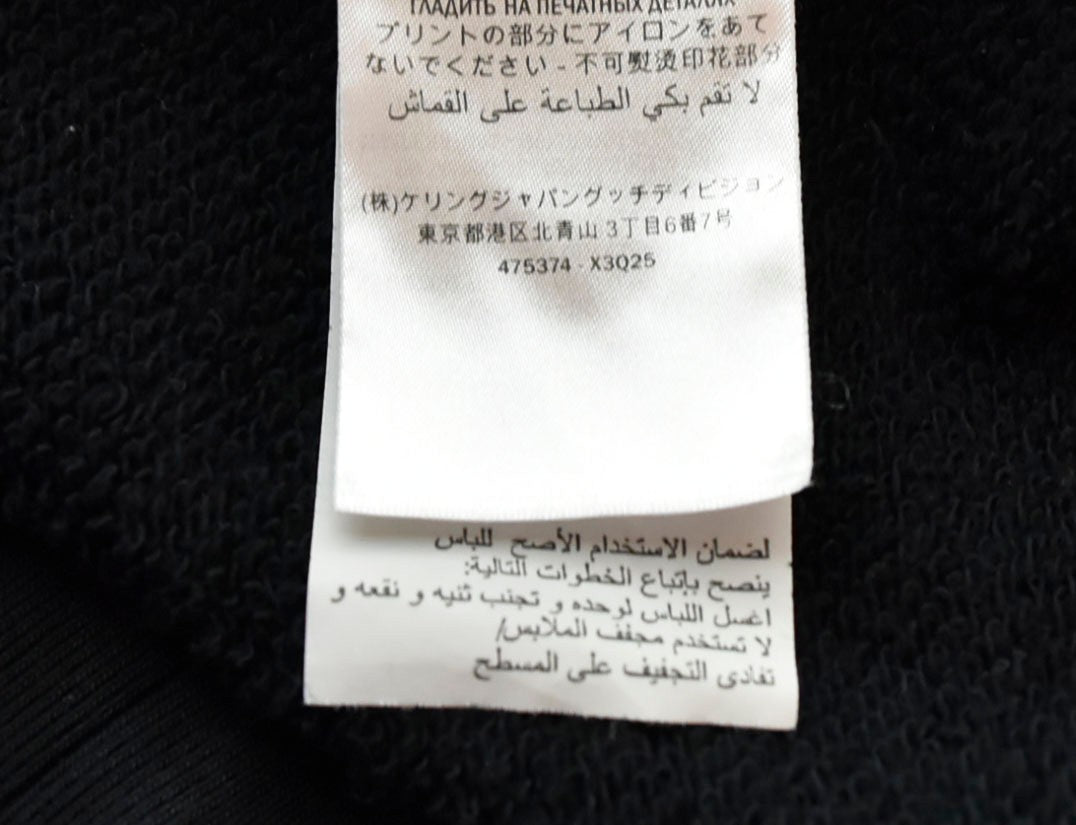 ГЛАДИТЬ НА ПЕЧАТНЫХ ДЕТАЛЯХ
プリントの部分にアイロンをあて
ないでください - 不可熨烫印花部分
لا تقم بكي الطباعة على القماش
(株)ケリングジャパングッチディビジョン
東京都港区北青山 3丁目6番7号
475374 - X3Q25
لضمان الاستخدام الأصح للباس
ينصح بإتباع الخطوات التالية:
اغسل اللباس لوحده و تجنب ثنيه و نقعه و
لا تستخدم مجفف الملابس/
تفادى التجفيف على المسطح